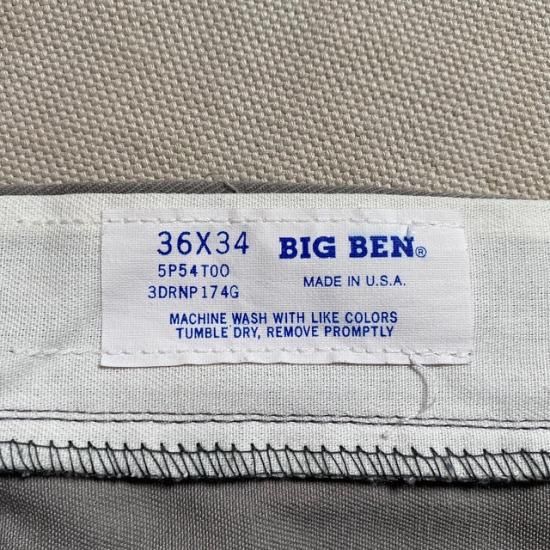 36X34
5P54T00
3DRNP174G
BIG BEN®
MADE IN U.S.A.
MACHINE WASH WITH LIKE COLORS
TUMBLE DRY, REMOVE PROMPTLY